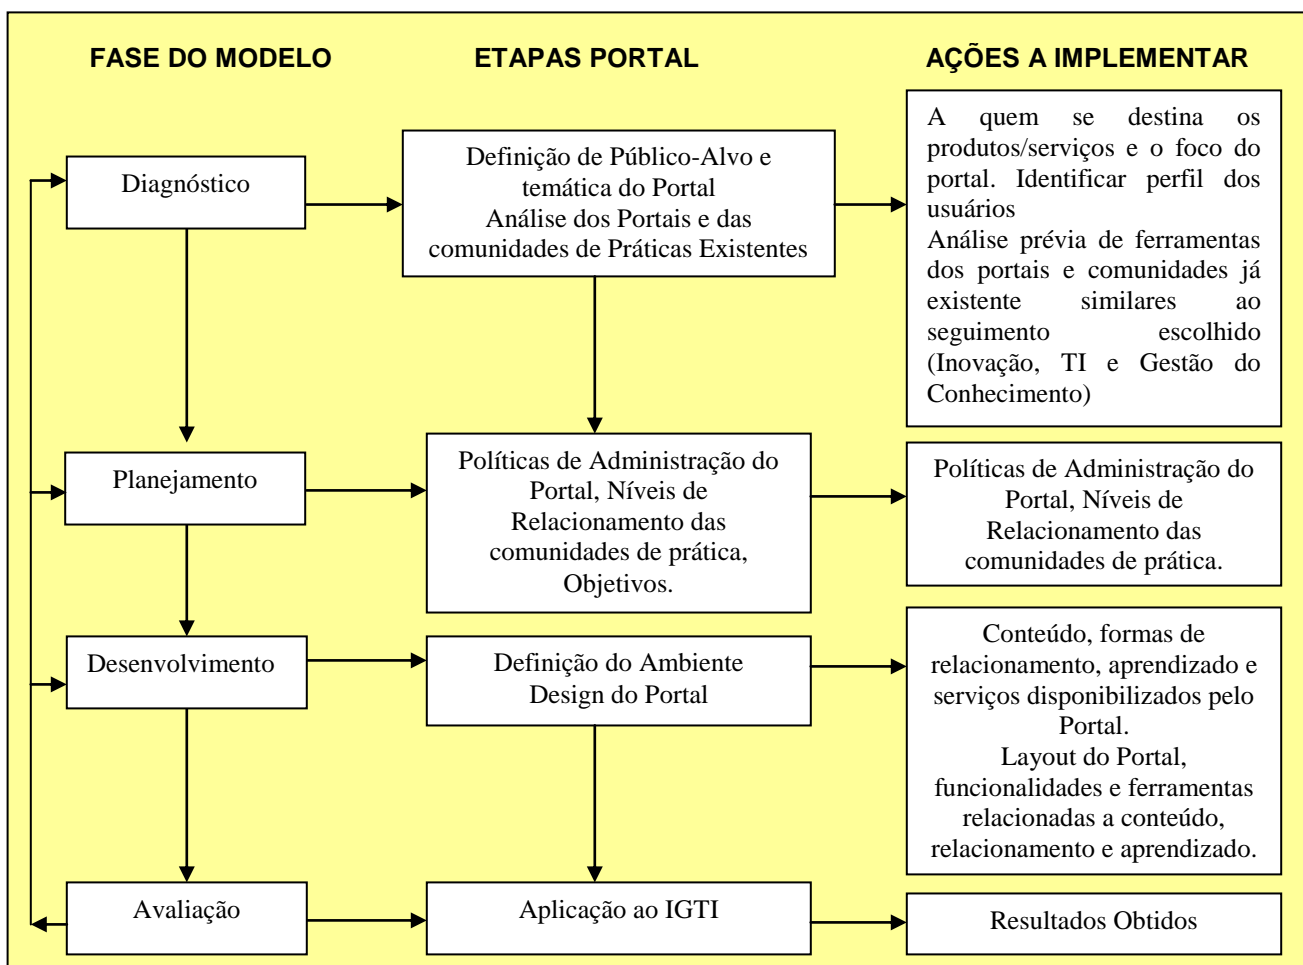 FASE DO MODELO
ETAPAS PORTAL
AÇÕES A IMPLEMENTAR
Diagnóstico
Definição de Público-Alvo e
temática do Portal
Análise dos Portais e das
comunidades de Práticas Existentes
A quem se destina os
produtos/serviços e o foco do
portal. Identificar perfil dos
usuários
Análise prévia de ferramentas
dos portais e comunidades já
existente similares ao
seguimento escolhido
(Inovação, TI e Gestão do
Conhecimento)
Planejamento
Políticas de Administração do
Portal, Níveis de
Relacionamento das
comunidades de prática,
Objetivos.
Políticas de Administração do
Portal, Níveis de
Relacionamento das
comunidades de prática.
Desenvolvimento
Definição do Ambiente
Design do Portal
Conteúdo, formas de
relacionamento, aprendizado e
serviços disponibilizados pelo
Portal.
Layout do Portal,
funcionalidades e ferramentas
relacionadas a conteúdo,
relacionamento e aprendizado.
Avaliação
Aplicação ao IGTI
Resultados Obtidos